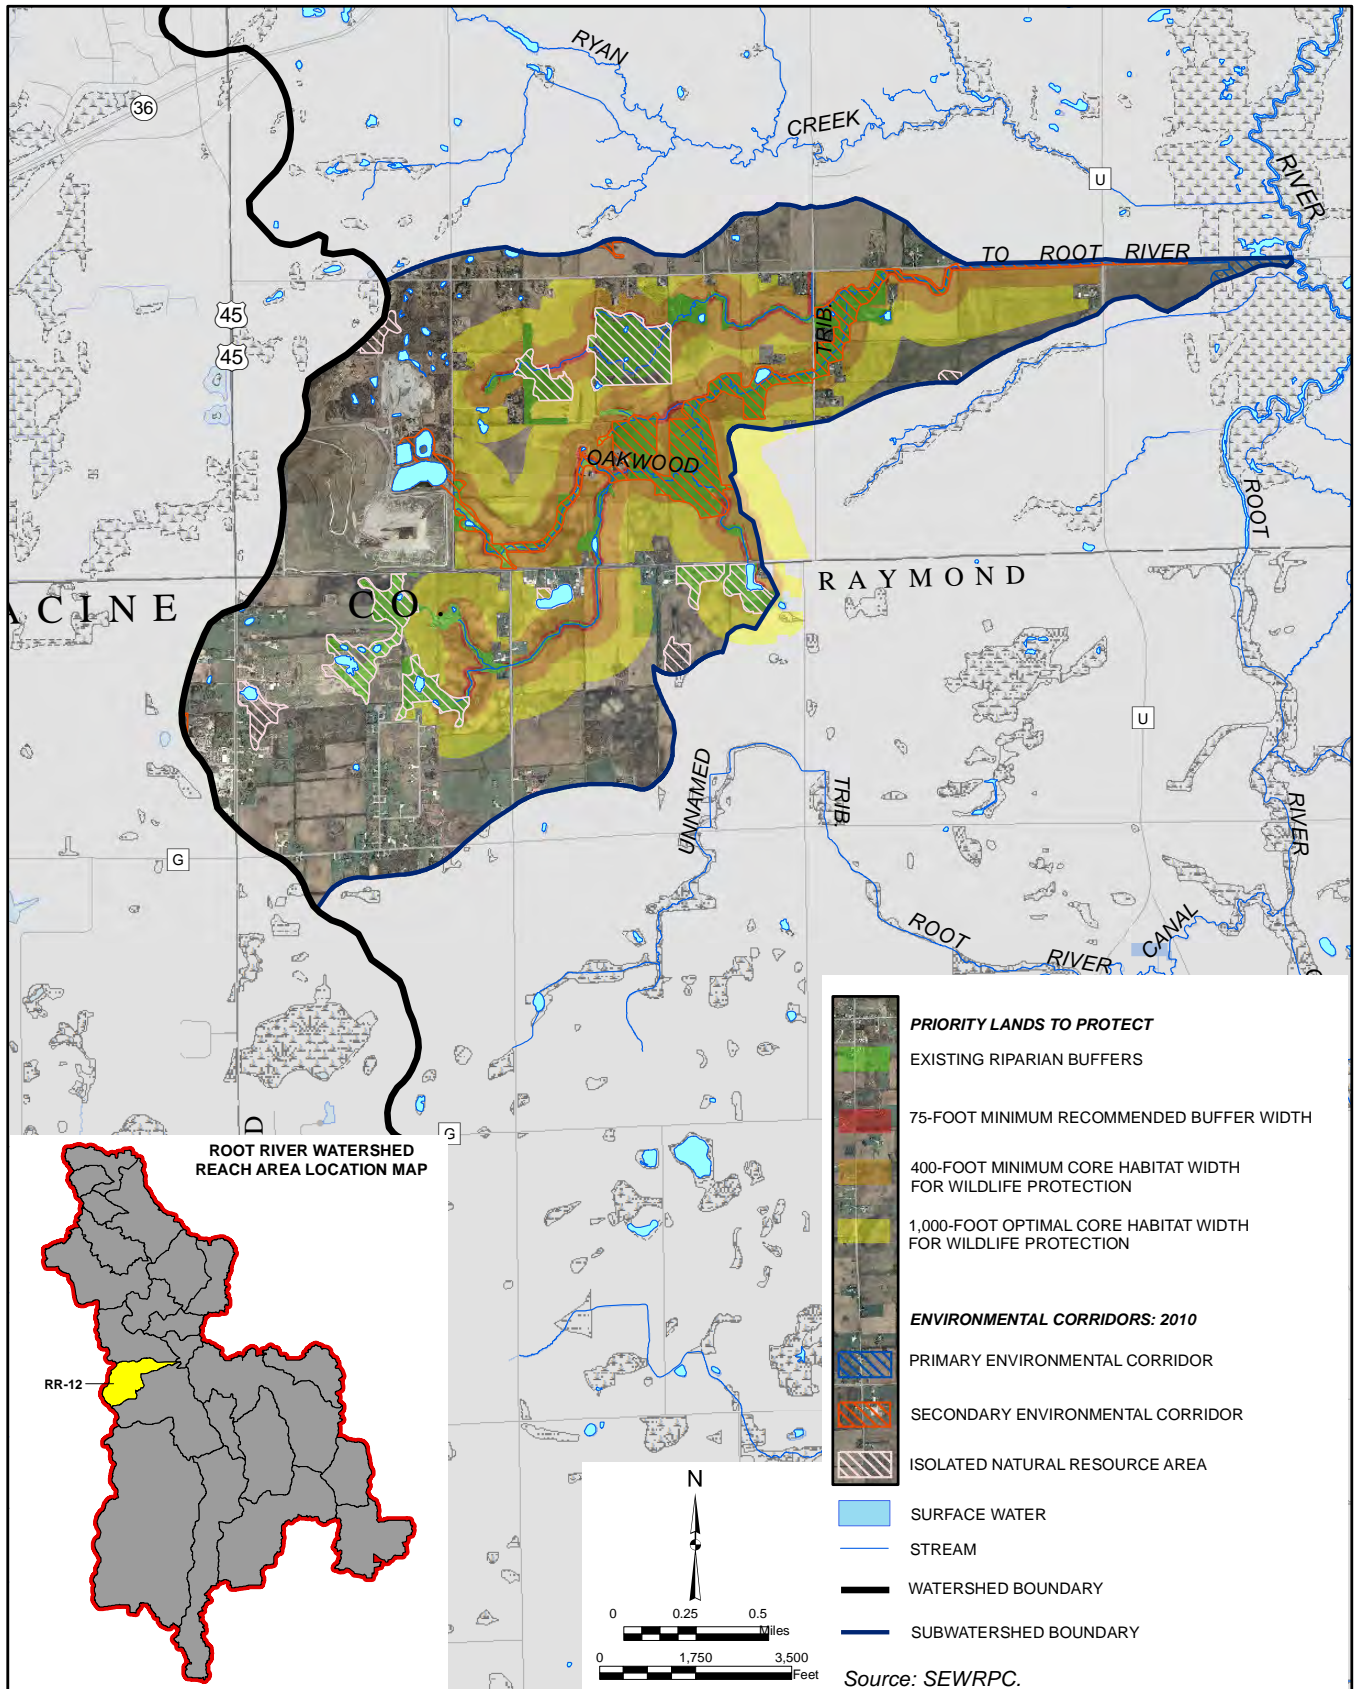 RYAN
36
CREEK
U
RIVER
TO ROOT RIVER
45
45
TRIB.
OAKWOOD
ROOT
RAYMOND
ACINE CO
U
UNNAMED
TRIB.
RIVER
G
ROOT
RIVER
CANAL
D
G
ROOT RIVER WATERSHED
REACH AREA LOCATION MAP
RR-12
PRIORITY LANDS TO PROTECT
EXISTING RIPARIAN BUFFERS
75-FOOT MINIMUM RECOMMENDED BUFFER WIDTH
400-FOOT MINIMUM CORE HABITAT WIDTH
FOR WILDLIFE PROTECTION
1,000-FOOT OPTIMAL CORE HABITAT WIDTH
FOR WILDLIFE PROTECTION
ENVIRONMENTAL CORRIDORS: 2010
PRIMARY ENVIRONMENTAL CORRIDOR
SECONDARY ENVIRONMENTAL CORRIDOR
ISOLATED NATURAL RESOURCE AREA
SURFACE WATER
STREAM
WATERSHED BOUNDARY
SUBWATERSHED BOUNDARY
N
0 0.25 0.5
Miles
0 1,750 3,500
Feet
Source: SEWRPC.